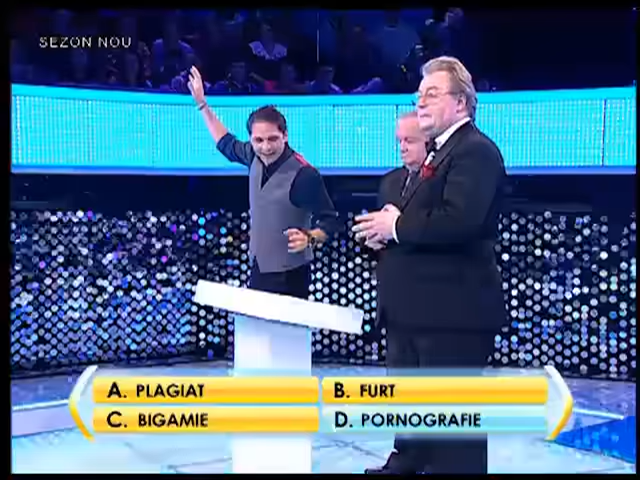 SEZON NOU
A. PLAGIAT
B. FURT
C. BIGAMIE
D. PORNOGRAFIE